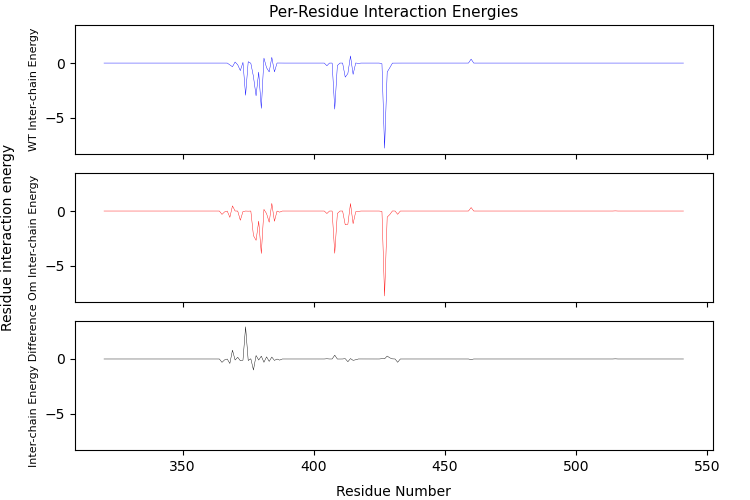 Per-Residue Interaction Energies
Residue interaction energy
WT Inter-chain Energy
0
−5
Om Inter-chain Energy
0
−5
Inter-chain Energy Difference
0
−5
350
400
450
500
550
Residue Number